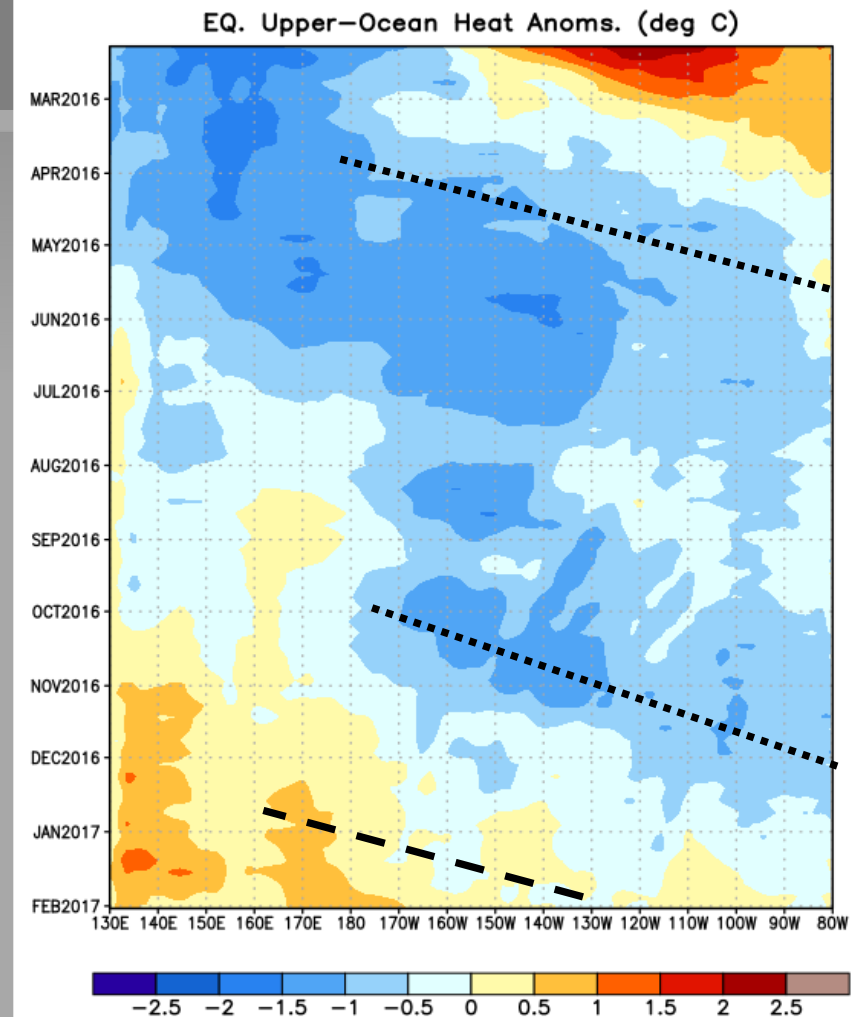 EQ. Upper-Ocean Heat Anoms. (deg C)
MAR2016
APR2016
MAY2016
JUN2016
JUL2016
AUG2016
SEP2016
OCT2016
NOV2016
DEC2016
JAN2017
FEB2017
130E 140E 150E 160E 170E 180 170W 160W 150W 140W 130W 120W 110W 100W 90W 80W
-2.5 -2 -1.5 -1 -0.5 0 0.5 1 1.5 2 2.5